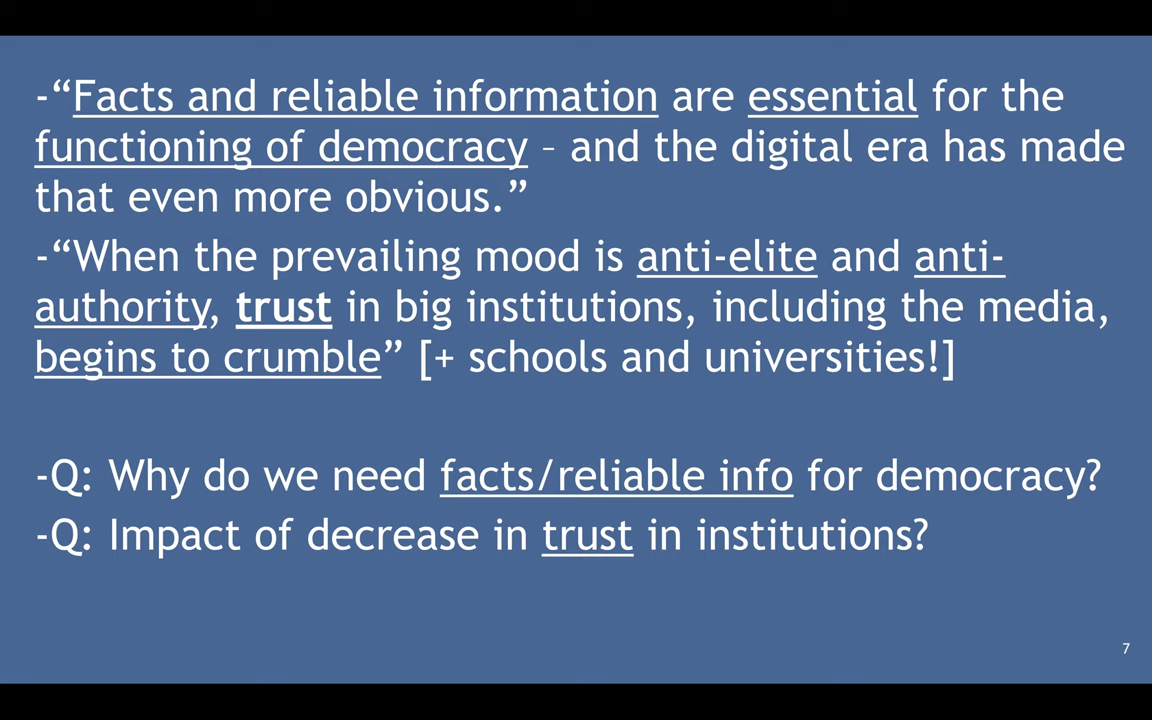 -“Facts and reliable information are essential for the
functioning of democracy – and the digital era has made
that even more obvious.”
-“When the prevailing mood is anti-elite and anti-
authority, trust in big institutions, including the media,
begins to crumble” [+ schools and universities!]
-Q: Why do we need facts/reliable info for democracy?
-Q: Impact of decrease in trust in institutions?
7